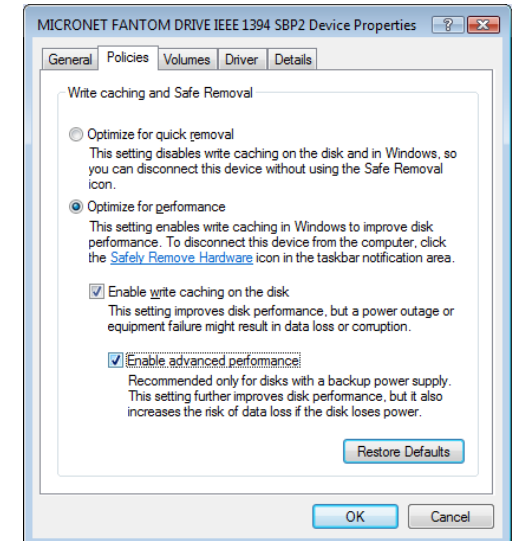 MICRONET FANTOM DRIVE IEEE 1394 SBP2 Device Properties
General Policies Volumes Driver Details
Write caching and Safe Removal
Optimize for quick removal
This setting disables write caching on the disk and in Windows, so
you can disconnect this device without using the Safe Removal
icon.
Optimize for performance
This setting enables write caching in Windows to improve disk
performance. To disconnect this device from the computer, click
the Safely Remove Hardware icon in the taskbar notification area.
Enable write caching on the disk
This setting improves disk performance, but a power outage or
equipment failure might result in data loss or corruption.
Enable advanced performance
Recommended only for disks with a backup power supply.
This setting further improves disk performance, but it also
increases the risk of data loss if the disk loses power.
Restore Defaults
OK Cancel